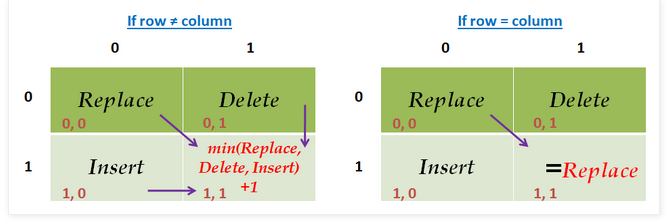 If row ≠ column
0 1
0 Replace Delete
0, 0 0, 1
1 Insert min(Replace,
Delete, Insert)
+1
1, 0 1, 1
If row = column
0 1
0 Replace Delete
0, 0 0, 1
1 Insert =Replace
1, 0 1, 1